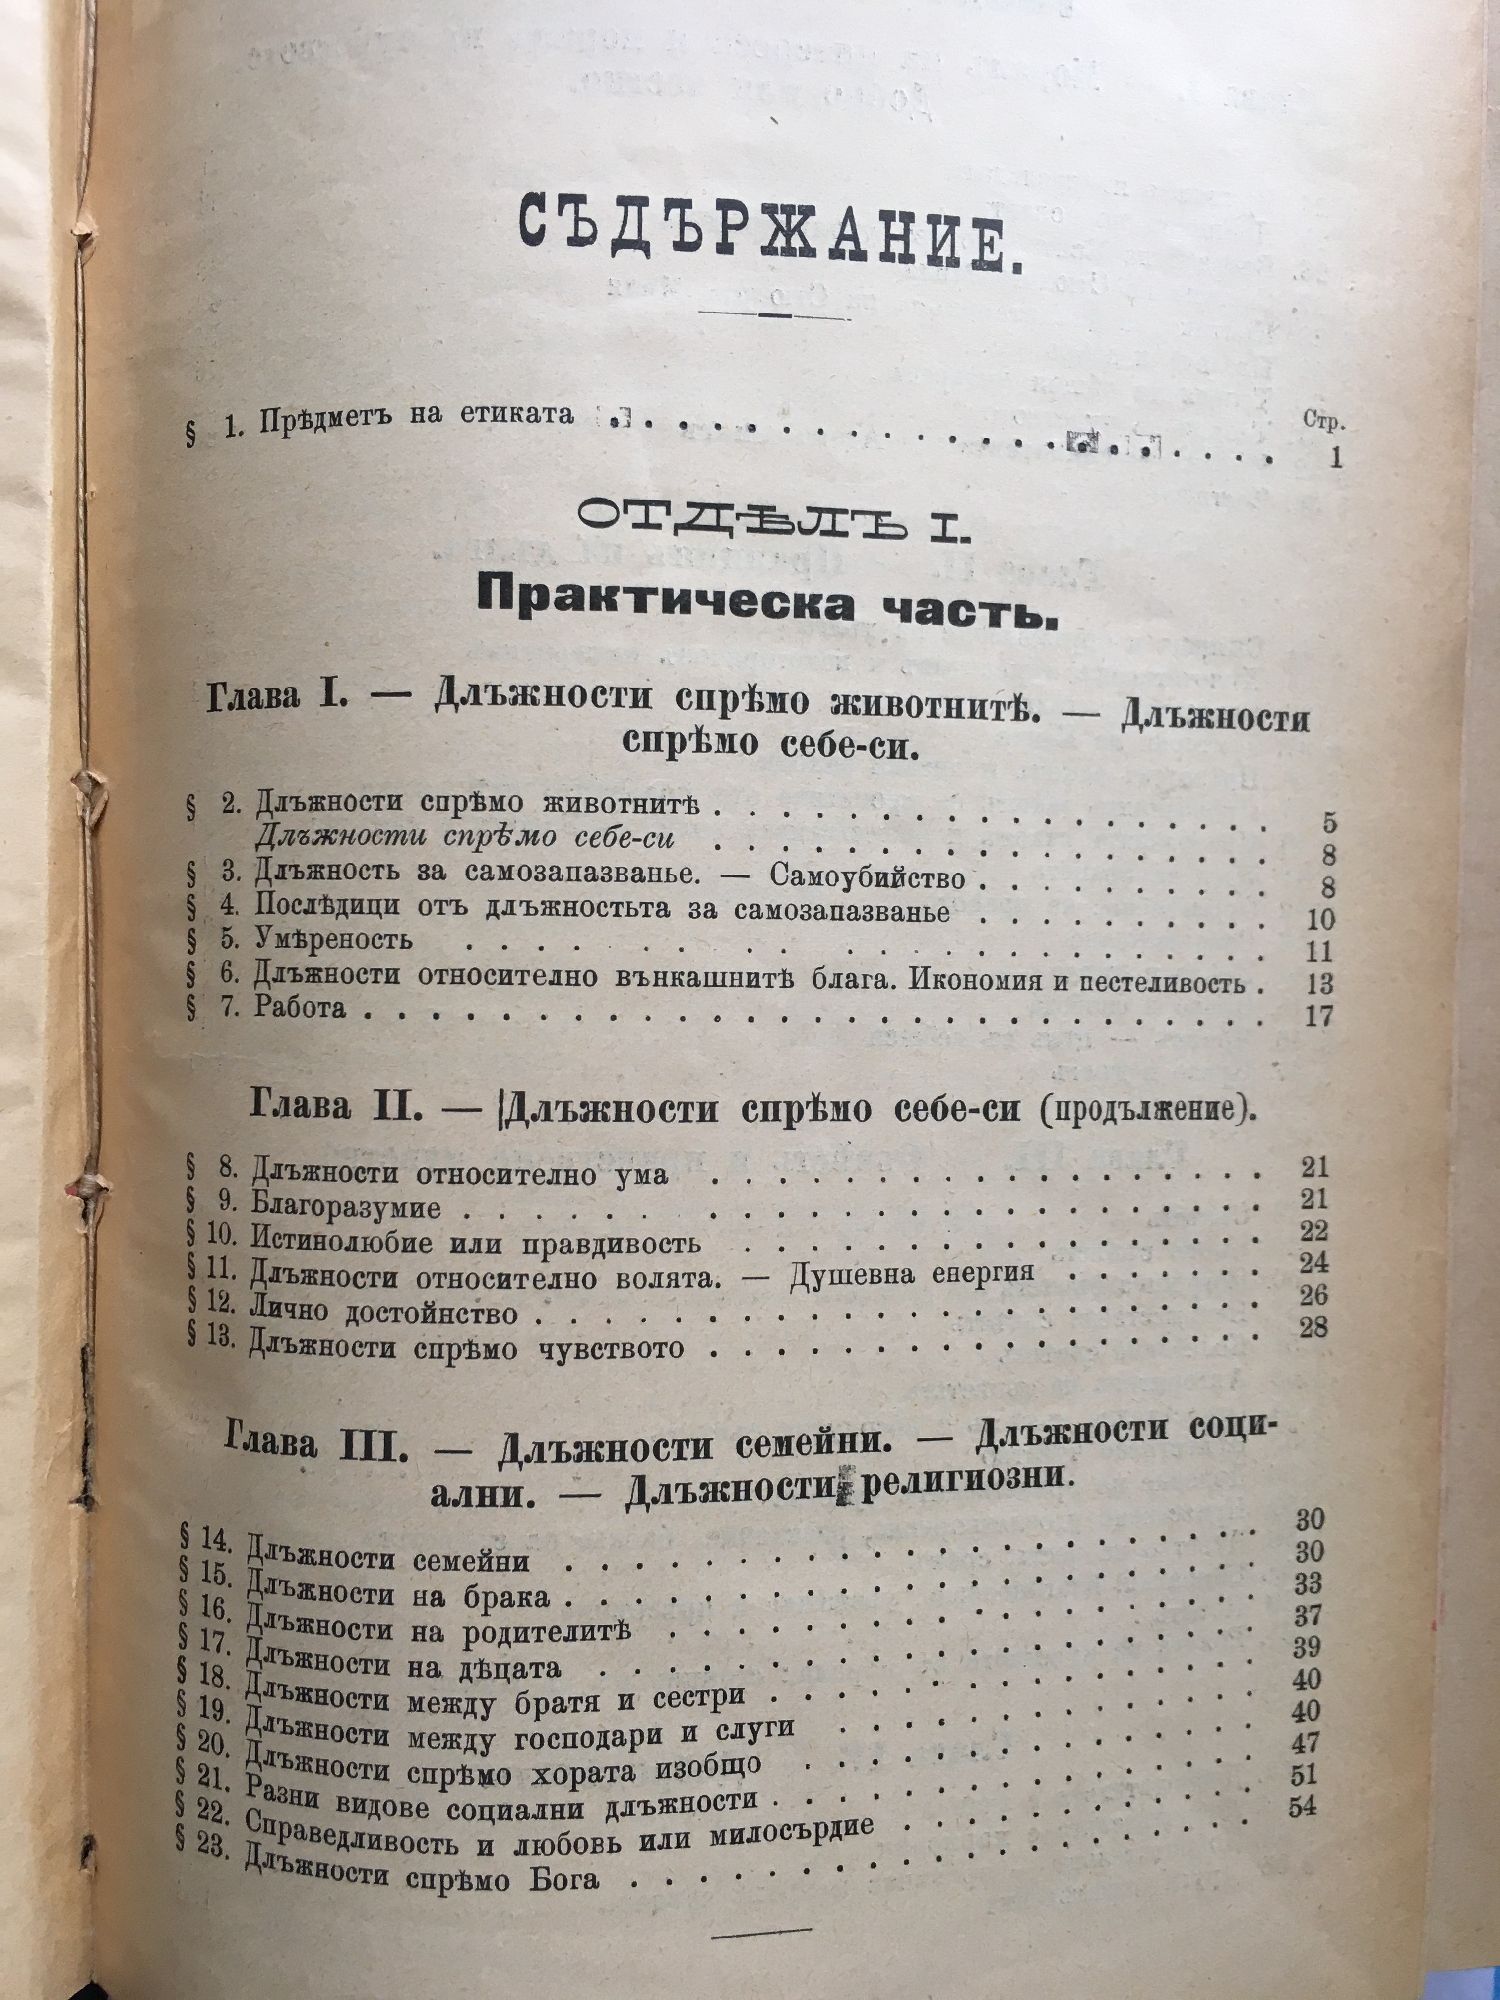 СЪДЪРЖАНИЕ.
Стр.
§ 1. Прѣдметъ на етиката . . . . . . . . . . . . . . . . . . . . 1
ОТДѢЛЪ I.
Практическа часть.
Глава I. — Длъжности спрѣмо животнитѣ. — Длъжности
спрѣмо себе-си.
§ 2. Длъжности спрѣмо животнитѣ . . . . . . . . . . . . . . . . . 5
Длъжности спрѣмо себе-си . . . . . . . . . . . . . . . . . 8
§ 3. Длъжность за самозапазванье. — Самоубийство . . . . . . . . . 8
§ 4. Послѣдици отъ длъжностьта за самозапазванье . . . . . . . . . 10
§ 5. Умѣреность . . . . . . . . . . . . . . . . . . . . . . 11
§ 6. Длъжности относително вънкашнитѣ блага. Икономия и пестеливость . 13
§ 7. Работа . . . . . . . . . . . . . . . . . . . . . . . . . . . 17
Глава II. — Длъжности спрѣмо себе-си (продължение).
§ 8. Длъжности относително ума . . . . . . . . . . . . . . . . . 21
§ 9. Благоразумие . . . . . . . . . . . . . . . . . . . . . . . 21
§ 10. Истинолюбие или правдивость . . . . . . . . . . . . . . . . 22
§ 11. Длъжности относително волята. — Душевна енергия . . . . . . 24
§ 12. Лично достойнство . . . . . . . . . . . . . . . . . . . . . 26
§ 13. Длъжности спрѣмо чувството . . . . . . . . . . . . . . . . . 28
Глава III. — Длъжности семейни. — Длъжности соци-
ални. — Длъжности религиозни.
§ 14. Длъжности семейни . . . . . . . . . . . . . . . . . . . . 30
§ 15. Длъжности на брака . . . . . . . . . . . . . . . . . . . . 30
§ 16. Длъжности на родителитѣ . . . . . . . . . . . . . . . . . 33
§ 17. Длъжности на дѣцата . . . . . . . . . . . . . . . . . . . 37
§ 18. Длъжности между братя и сестри . . . . . . . . . . . . . . 39
§ 19. Длъжности между господари и слуги . . . . . . . . . . . . 40
§ 20. Длъжности спрѣмо хората изобщо . . . . . . . . . . . . . 40
§ 21. Разни видове социални длъжности . . . . . . . . . . . . . . 47
§ 22. Справедливость и любовь или милосърдие . . . . . . . . . . 51
§ 23. Длъжности спрѣмо Бога . . . . . . . . . . . . . . . . . . 54